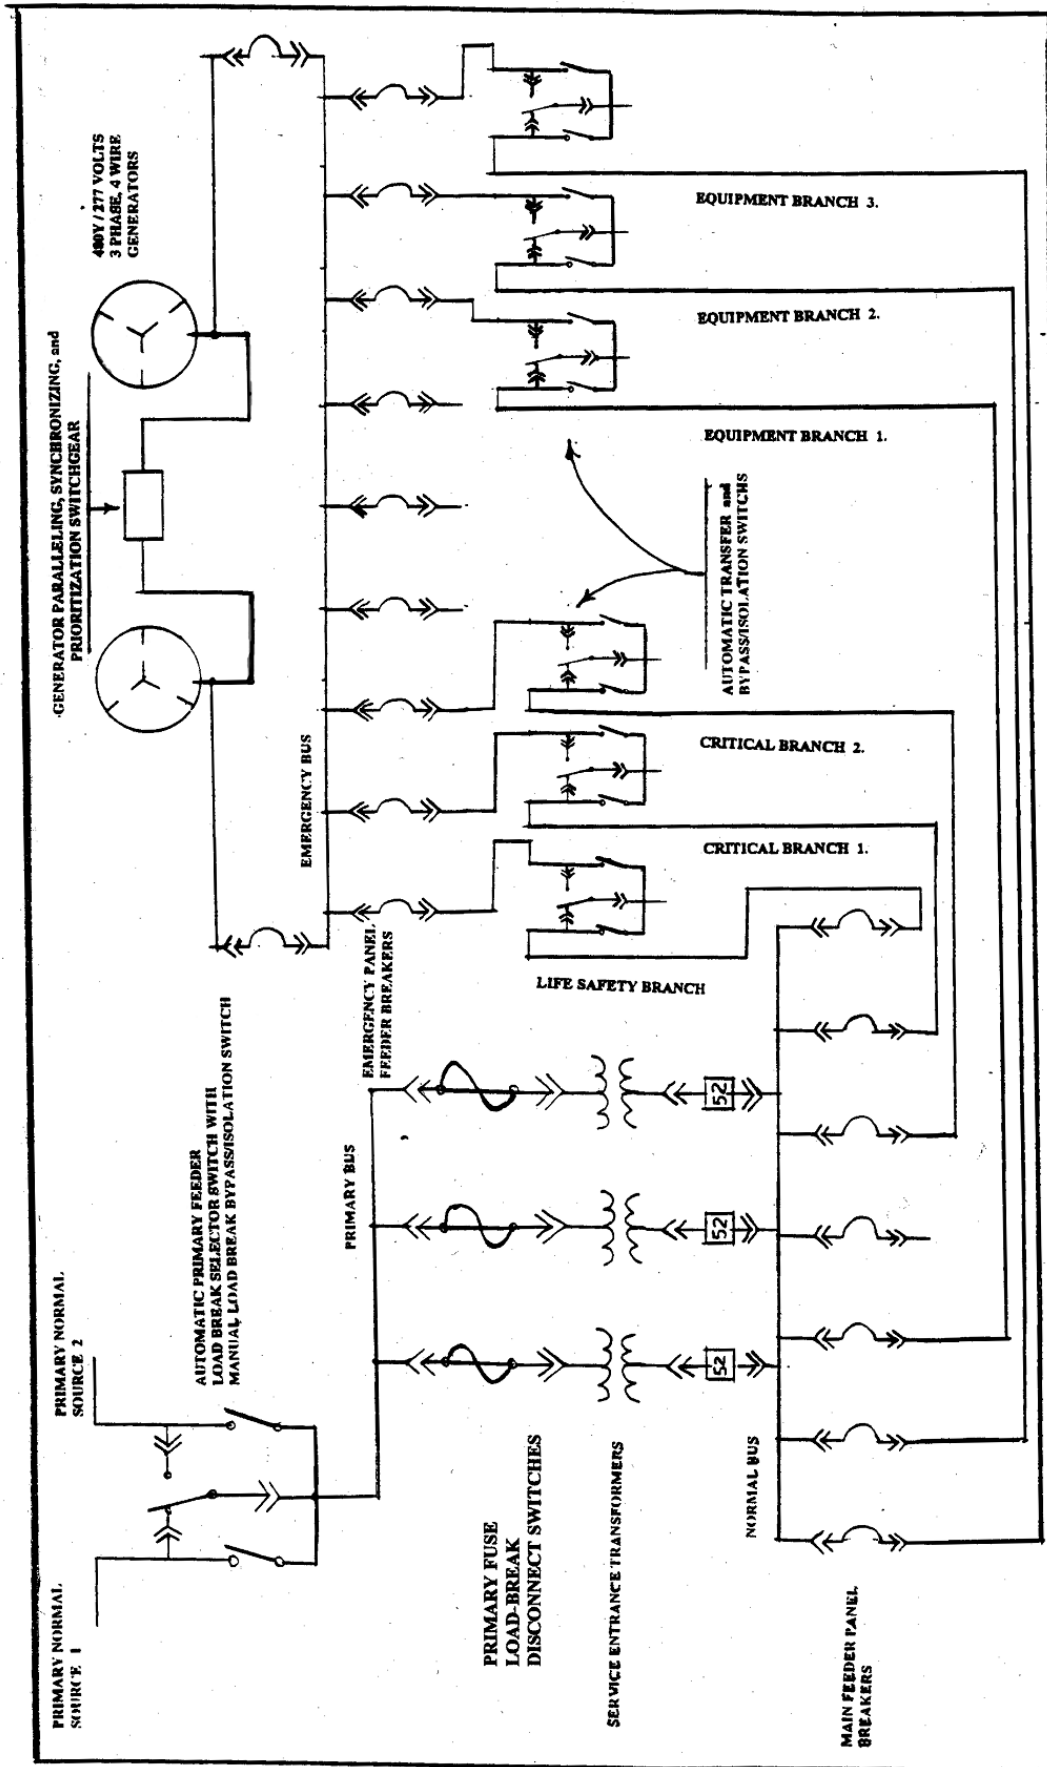 480Y / 277 VOLTS
3 PHASE, 4 WIRE
GENERATORS
GENERATOR PARALLELING, SYNCHRONIZING, and
PRIORITIZATION SWITCHGEAR
EQUIPMENT BRANCH 3.
EQUIPMENT BRANCH 2.
EQUIPMENT BRANCH 1.
AUTOMATIC TRANSFER and
BYPASS/ISOLATION SWITCHS
CRITICAL BRANCH 2.
CRITICAL BRANCH 1.
LIFE SAFETY BRANCH
EMERGENCY BUS
EMERGENCY PANEL
FEEDER BREAKERS
AUTOMATIC PRIMARY FEEDER
LOAD BREAK SELECTOR SWITCH WITH
MANUAL LOAD BREAK BYPASS/ISOLATION SWITCH
PRIMARY BUS
PRIMARY NORMAL
SOURCE 2
PRIMARY NORMAL
SOURCE 1
52
52
52
PRIMARY FUSE
LOAD-BREAK
DISCONNECT SWITCHES
SERVICE ENTRANCE TRANSFORMERS
NORMAL BUS
MAIN FEEDER PANEL
BREAKERS